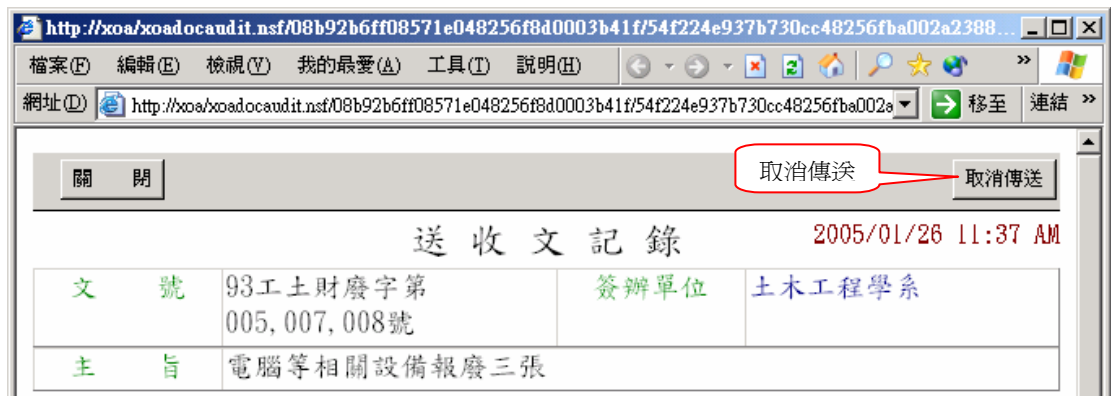 http://xoa/xoadocaudit.nsf/08b92b6ff08571e048256f8d0003b41f/54f224e937b730cc48256fba002a2388...
檔案(F) 編輯(E) 檢視(V) 我的最愛(A) 工具(T) 說明(H) »
網址(D) http://xoa/xoadocaudit.nsf/08b92b6ff08571e048256f8d0003b41f/54f224e937b730cc48256fba002a 移至 連結 »
關 閉 取消傳送 取消傳送
送收文記錄 2005/01/26 11:37 AM
文 號 93工土財廢字第 簽辦單位 土木工程學系
005,007,008號
主 旨 電腦等相關設備報廢三張